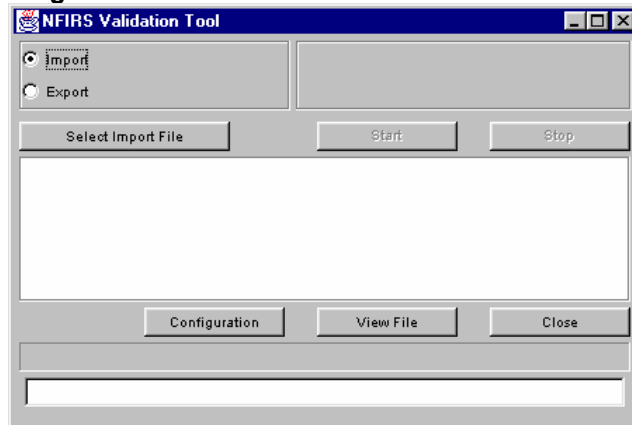 NFIRS Validation Tool
Import
Export
Select Import File Start Stop
Configuration View File Close